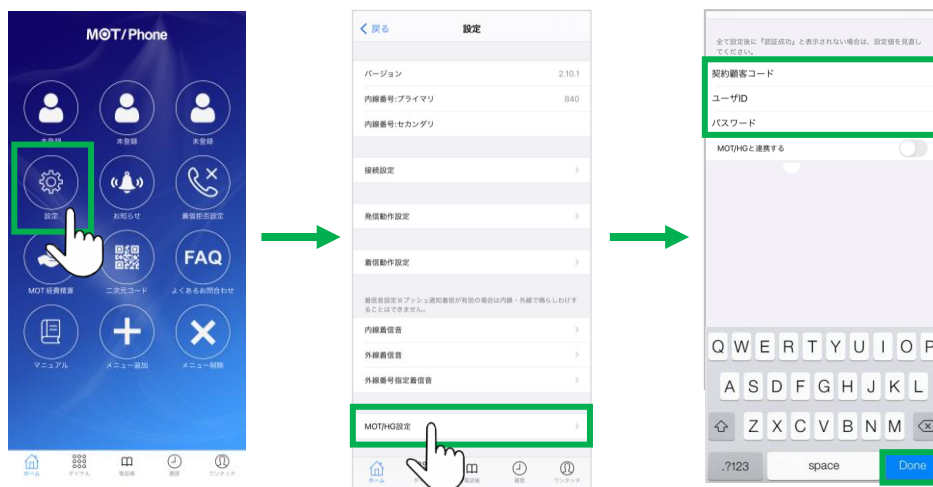 MOT/Phone
未登録
未登録
未登録
設定
お知らせ
着信拒否設定
FAQ
MOT経費精算
二次元コード
よくあるお問合わせ
マニュアル
メニュー追加
メニュー削除
ホーム
ダイヤル
電話帳
履歴
ワンタッチ
戻る
設定
バージョン 2.10.1
内線番号:プライマリ 840
内線番号:セカンダリ
接続設定
発信動作設定
着信動作設定
着信音設定※プッシュ通知着信が有効の場合は内線・外線で鳴らしわけす
ることはできません。
内線着信音
外線着信音
外線番号指定着信音
MOT/HG設定
ホーム
電話帳
履歴
ワンタッチ
全て設定後に『認証成功』と表示されない場合は、設定値を見直し
てください。
契約顧客コード
ユーザID
パスワード
MOT/HGと連携する
Q W E R T Y U I O P
A S D F G H J K L
Z X C V B N M
.?123 space Done